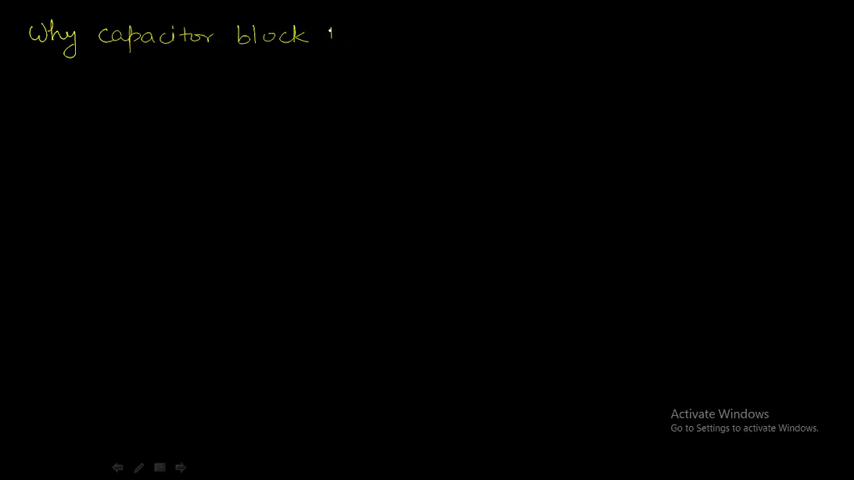 Why capacitor block
Activate Windows
Go to Settings to activate Windows.